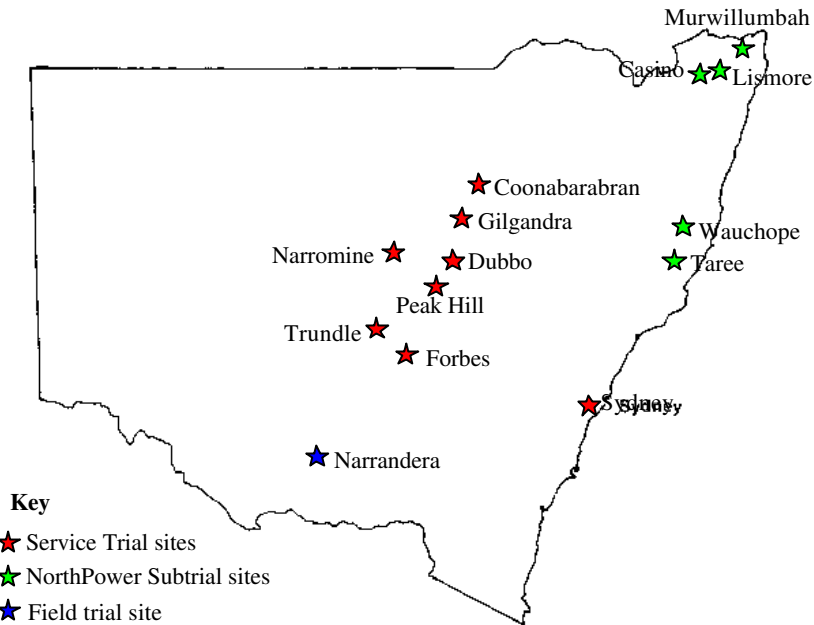 Murwillumbah
Casino
Lismore
Coonabarabran
Gilgandra
Wauchope
Narromine
Dubbo
Taree
Peak Hill
Trundle
Forbes
Sydney
Sydney
Narrandera
Key
Service Trial sites
NorthPower Subtrial sites
Field trial site